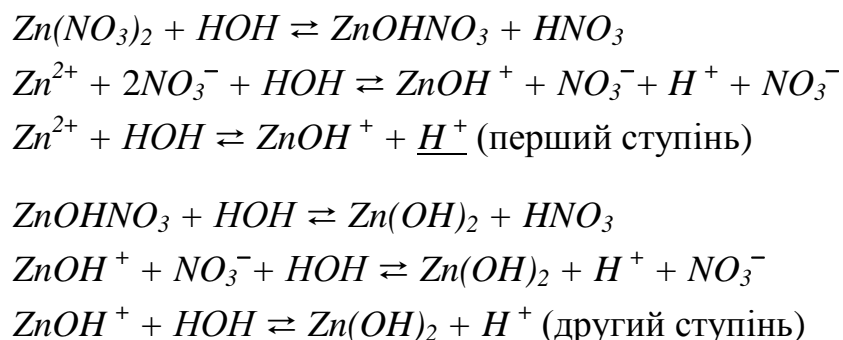 Zn(NO₃)₂ + HOH ⇄ ZnOHNO₃ + HNO₃
Zn²⁺ + 2NO₃⁻ + HOH ⇄ ZnOH⁺ + NO₃⁻ + H⁺ + NO₃⁻
Zn²⁺ + HOH ⇄ ZnOH⁺ + H⁺ (перший ступінь)
ZnOHNO₃ + HOH ⇄ Zn(OH)₂ + HNO₃
ZnOH⁺ + NO₃⁻ + HOH ⇄ Zn(OH)₂ + H⁺ + NO₃⁻
ZnOH⁺ + HOH ⇄ Zn(OH)₂ + H⁺ (другий ступінь)